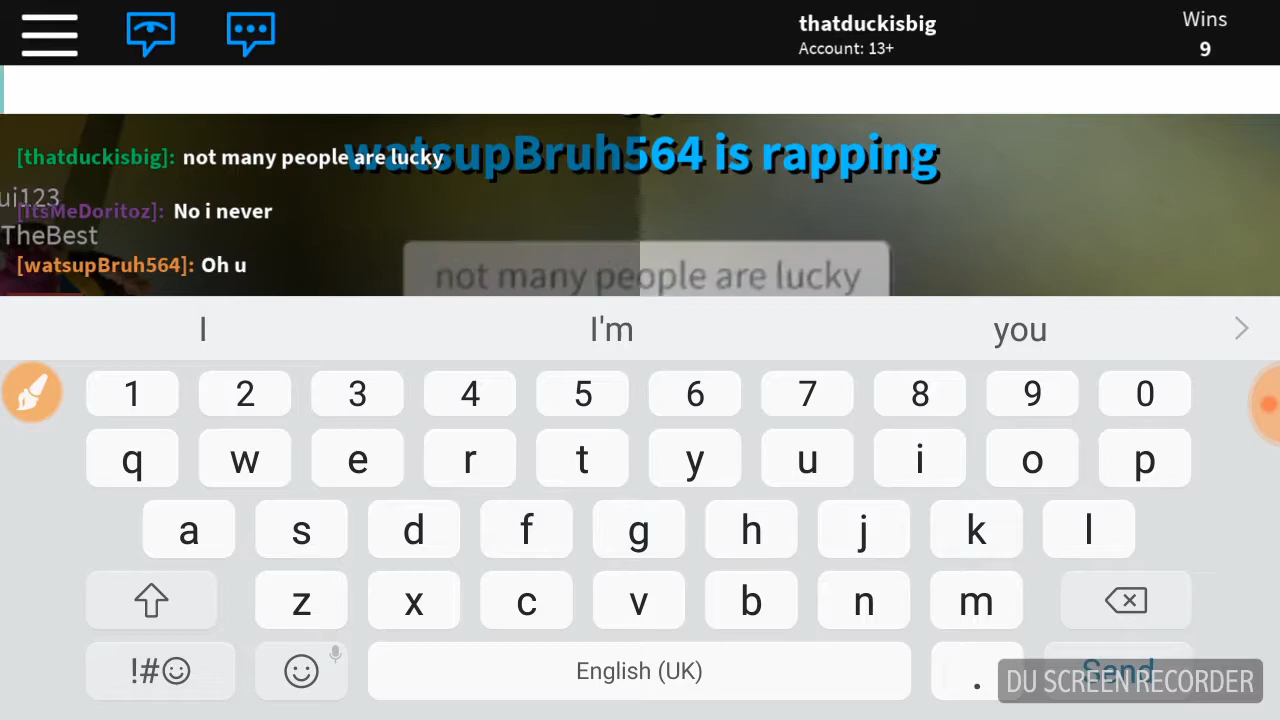 thatduckisbig
Account: 13+
Wins
9
watsupBruh564 is rapping
[thatduckisbig]: not many people are lucky
ui123
[ItsMeDoritoz]: No i never
TheBest
[watsupBruh564]: Oh u
not many people are lucky
I I'm you
1 2 3 4 5 6 7 8 9 0
q w e r t y u i o p
a s d f g h j k l
z x c v b n m
!#☺ English (UK) . Send
DU SCREEN RECORDER